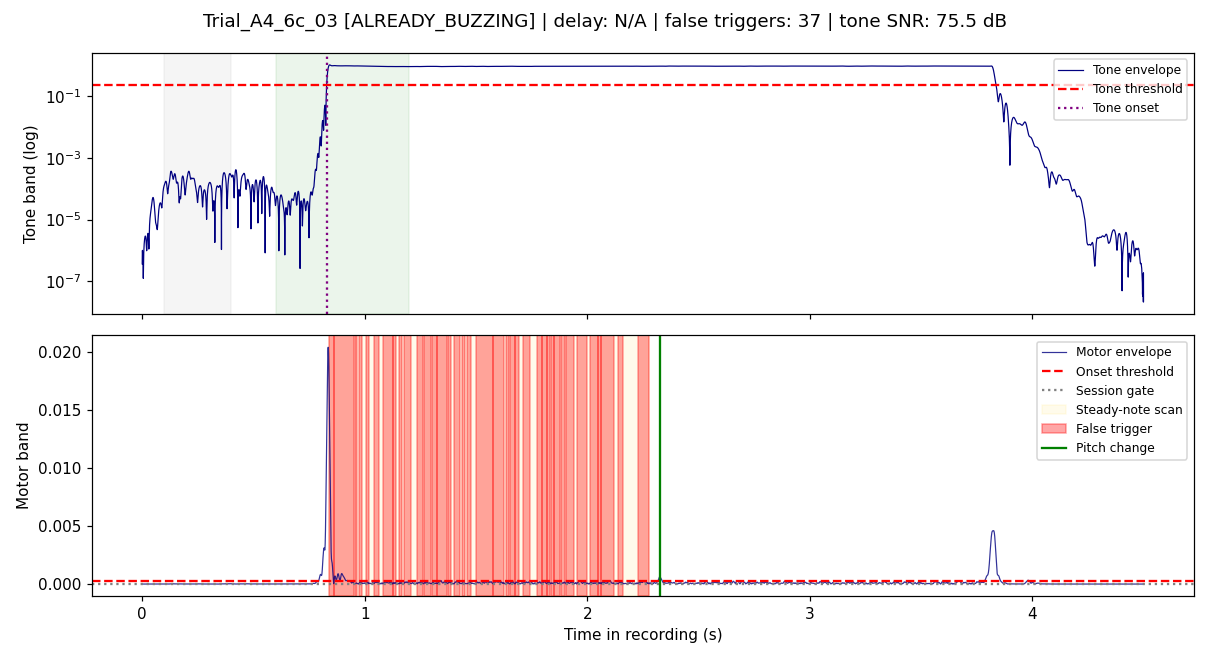 Trial_A4_6c_03 [ALREADY_BUZZING] | delay: N/A | false triggers: 37 | tone SNR: 75.5 dB
Tone band (log)
10⁻¹
10⁻³
10⁻⁵
10⁻⁷
Tone envelope
Tone threshold
Tone onset
Motor band
0.020
0.015
0.010
0.005
0.000
Motor envelope
Onset threshold
Session gate
Steady-note scan
False trigger
Pitch change
0 1 2 3 4
Time in recording (s)